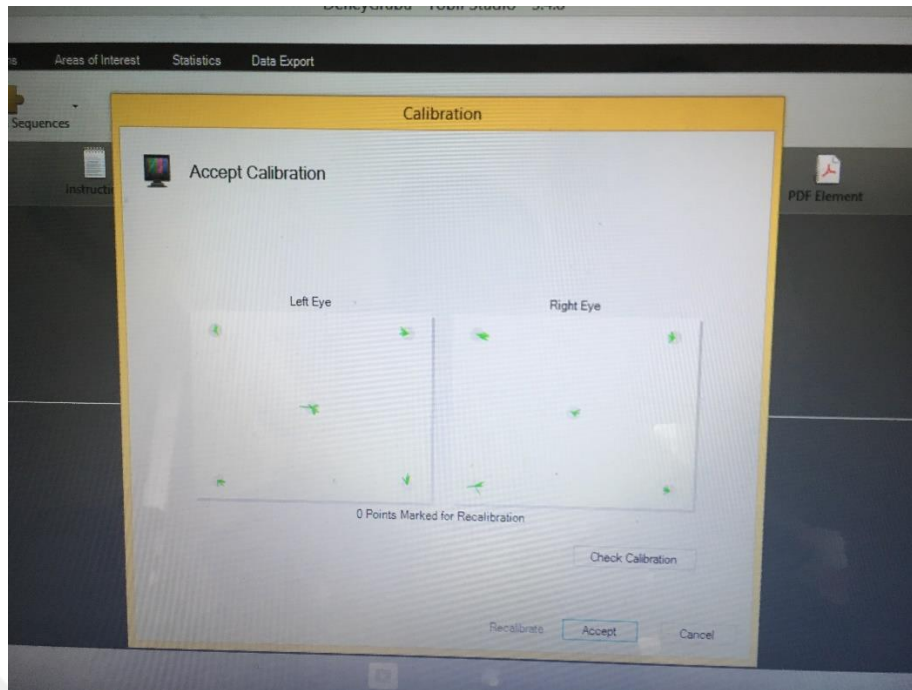 Areas of Interest Statistics Data Export
Sequences
Calibration
Accept Calibration
PDF Element
Left Eye Right Eye
0 Points Marked for Recalibration
Check Calibration
Recalibrate Accept Cancel